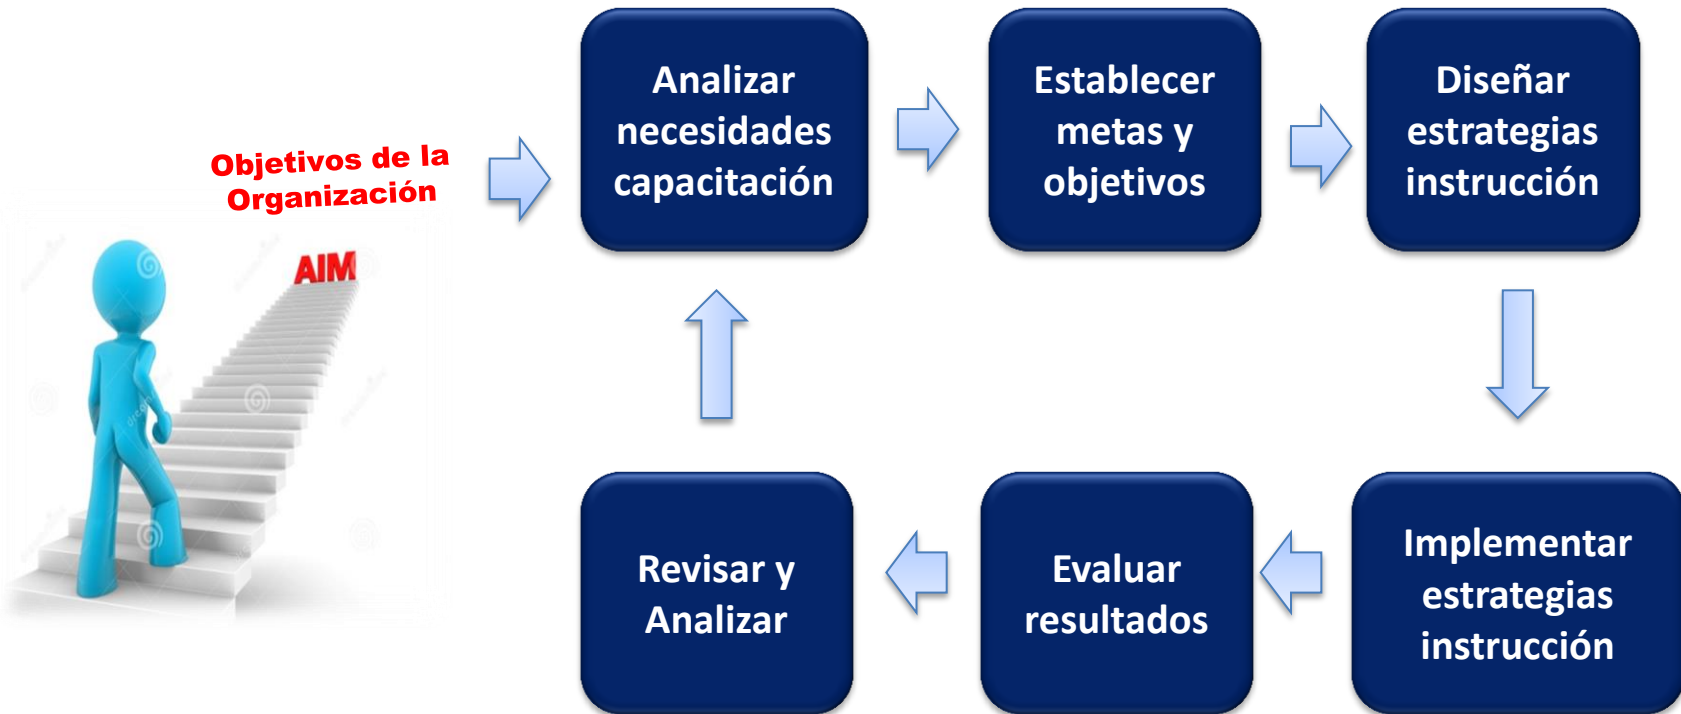 Objetivos de la
Organización
AIM
Analizar
necesidades
capacitación
Establecer
metas y
objetivos
Diseñar
estrategias
instrucción
Implementar
estrategias
instrucción
Evaluar
resultados
Revisar y
Analizar